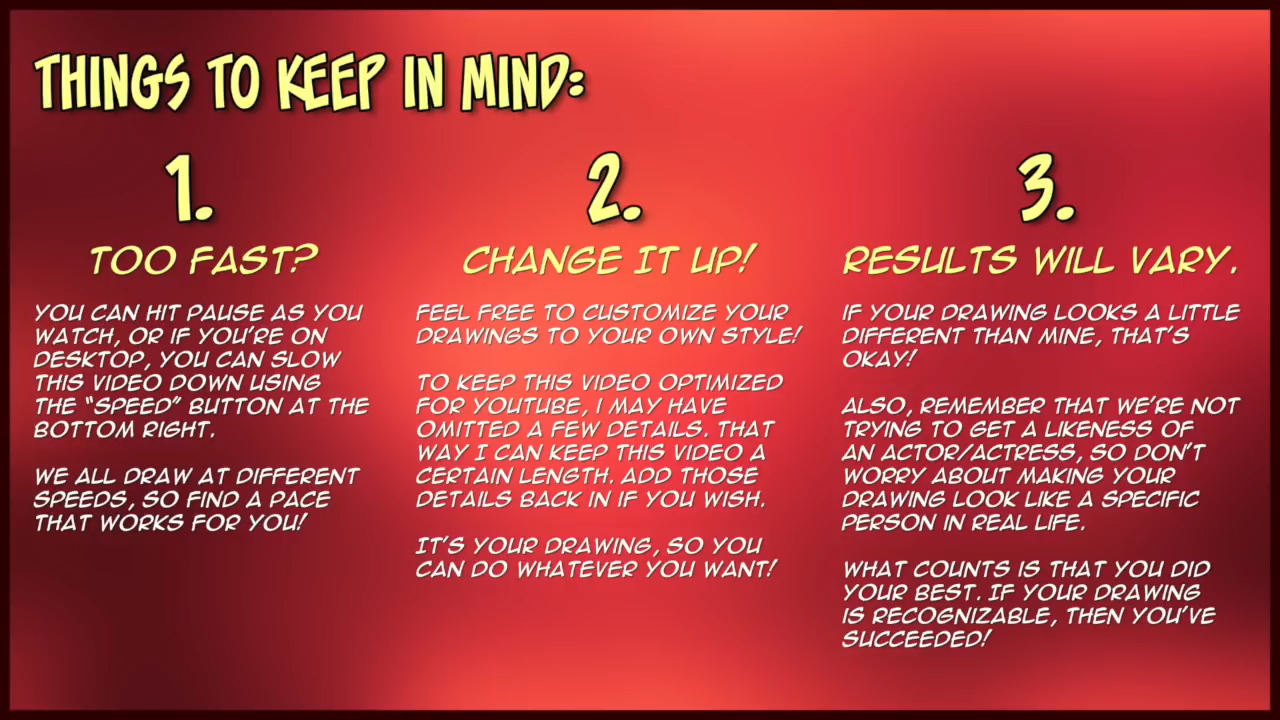 THINGS TO KEEP IN MIND:
1.
TOO FAST?
YOU CAN HIT PAUSE AS YOU
WATCH, OR IF YOU'RE ON
DESKTOP, YOU CAN SLOW
THIS VIDEO DOWN USING
THE "SPEED" BUTTON AT THE
BOTTOM RIGHT.
WE ALL DRAW AT DIFFERENT
SPEEDS, SO FIND A PACE
THAT WORKS FOR YOU!
2.
CHANGE IT UP!
FEEL FREE TO CUSTOMIZE YOUR
DRAWINGS TO YOUR OWN STYLE!
TO KEEP THIS VIDEO OPTIMIZED
FOR YOUTUBE, I MAY HAVE
OMITTED A FEW DETAILS. THAT
WAY I CAN KEEP THIS VIDEO A
CERTAIN LENGTH. ADD THOSE
DETAILS BACK IN IF YOU WISH.
IT'S YOUR DRAWING, SO YOU
CAN DO WHATEVER YOU WANT!
3.
RESULTS WILL VARY.
IF YOUR DRAWING LOOKS A LITTLE
DIFFERENT THAN MINE, THAT'S
OKAY!
ALSO, REMEMBER THAT WE'RE NOT
TRYING TO GET A LIKENESS OF
AN ACTOR/ACTRESS, SO DON'T
WORRY ABOUT MAKING YOUR
DRAWING LOOK LIKE A SPECIFIC
PERSON IN REAL LIFE.
WHAT COUNTS IS THAT YOU DID
YOUR BEST. IF YOUR DRAWING
IS RECOGNIZABLE, THEN YOU'VE
SUCCEEDED!